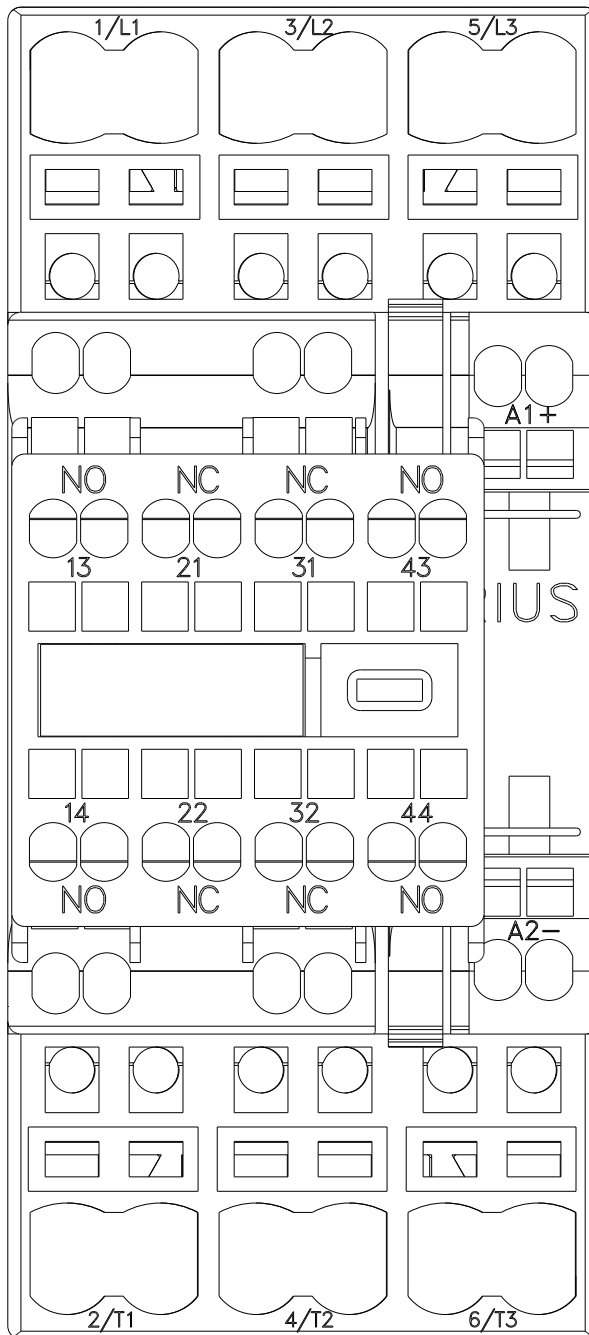 1/L1 3/L2 5/L3
A1+
NO NC NC NO
13 21 31 43
RIUS
14 22 32 44
NO NC NC NO
A2-
2/T1 4/T2 6/T3